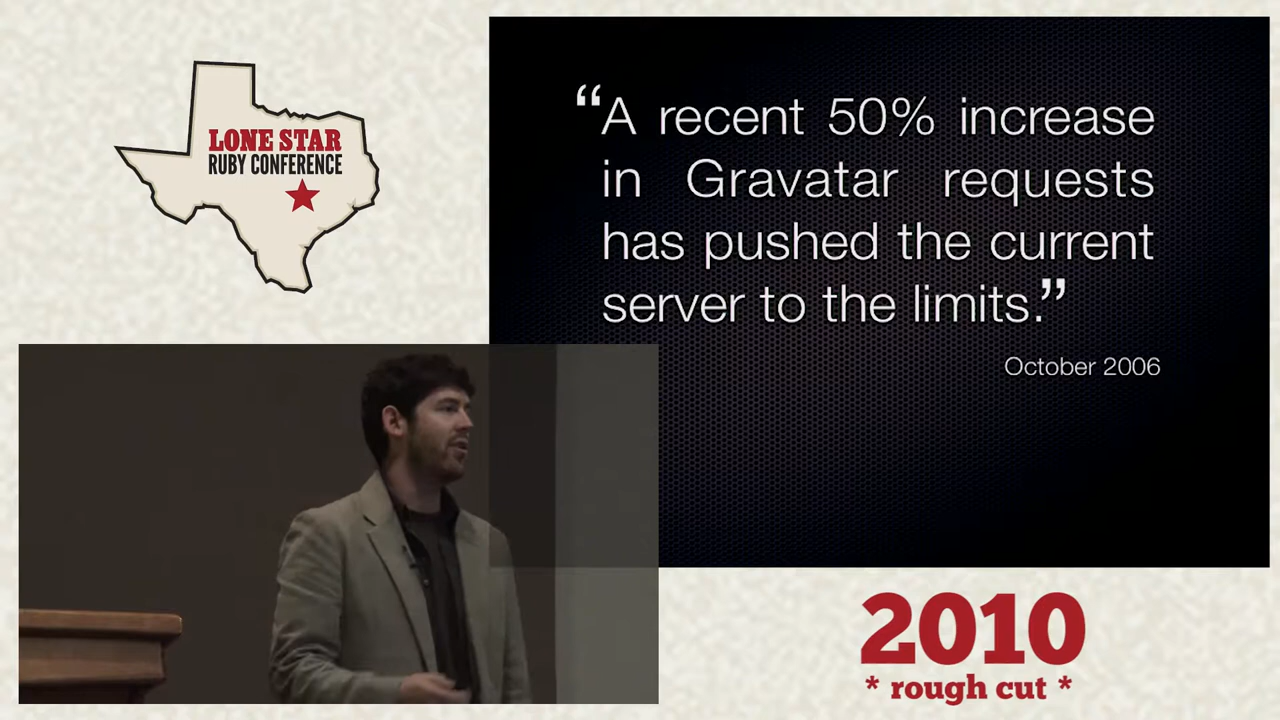 LONE STAR
RUBY CONFERENCE
“A recent 50% increase
in Gravatar requests
has pushed the current
server to the limits.”
October 2006
2010
* rough cut *